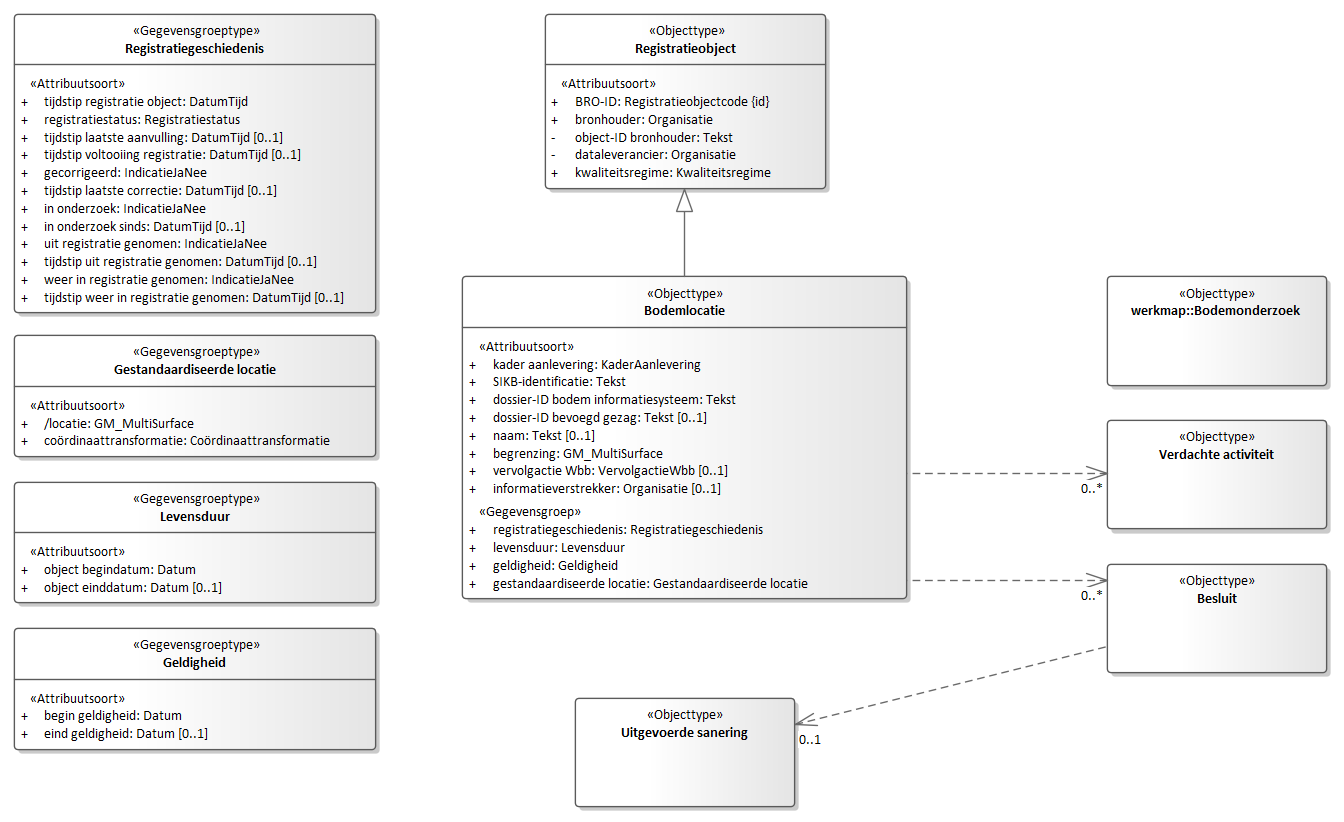 «Gegevensgroeptype»
Registratiegeschiedenis
«Attribuutsoort»
+ tijdstip registratie object: DatumTijd
+ registratiestatus: Registratiestatus
+ tijdstip laatste aanvulling: DatumTijd [0..1]
+ tijdstip voltooiing registratie: DatumTijd [0..1]
+ gecorrigeerd: IndicatieJaNee
+ tijdstip laatste correctie: DatumTijd [0..1]
+ in onderzoek: IndicatieJaNee
+ in onderzoek sinds: DatumTijd [0..1]
+ uit registratie genomen: IndicatieJaNee
+ tijdstip uit registratie genomen: DatumTijd [0..1]
+ weer in registratie genomen: IndicatieJaNee
+ tijdstip weer in registratie genomen: DatumTijd [0..1]
«Gegevensgroeptype»
Gestandaardiseerde locatie
«Attribuutsoort»
+ /locatie: GM_MultiSurface
+ coördinaattransformatie: Coördinaattransformatie
«Gegevensgroeptype»
Levensduur
«Attribuutsoort»
+ object begindatum: Datum
+ object einddatum: Datum [0..1]
«Gegevensgroeptype»
Geldigheid
«Attribuutsoort»
+ begin geldigheid: Datum
+ eind geldigheid: Datum [0..1]
«Objecttype»
Registratieobject
«Attribuutsoort»
+ BRO-ID: Registratieobjectcode {id}
+ bronhouder: Organisatie
- object-ID bronhouder: Tekst
- dataleverancier: Organisatie
+ kwaliteitsregime: Kwaliteitsregime
«Objecttype»
Bodemlocatie
«Attribuutsoort»
+ kader aanlevering: KaderAanlevering
+ SIKB-identificatie: Tekst
+ dossier-ID bodem informatiesysteem: Tekst
+ dossier-ID bevoegd gezag: Tekst [0..1]
+ naam: Tekst [0..1]
+ begrenzing: GM_MultiSurface
+ vervolgactie Wbb: VervolgactieWbb [0..1]
+ informatieverstrekker: Organisatie [0..1]
«Gegevensgroep»
+ registratiegeschiedenis: Registratiegeschiedenis
+ levensduur: Levensduur
+ geldigheid: Geldigheid
+ gestandaardiseerde locatie: Gestandaardiseerde locatie
«Objecttype»
werkmap::Bodemonderzoek
«Objecttype»
Verdachte activiteit
0..*
«Objecttype»
Besluit
0..*
«Objecttype»
Uitgevoerde sanering
0..1